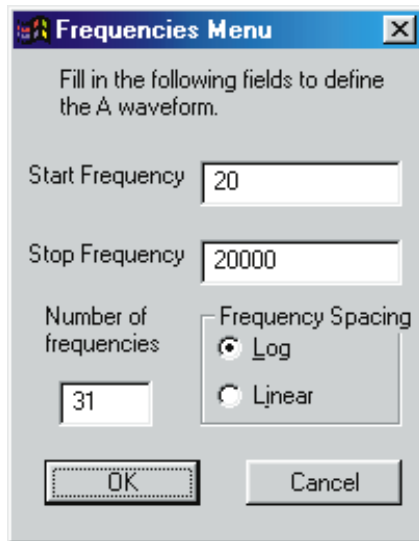 Frequencies Menu
Fill in the following fields to define
the A waveform.
Start Frequency
20
Stop Frequency
20000
Number of
frequencies
31
Frequency Spacing
Log
Linear
OK
Cancel